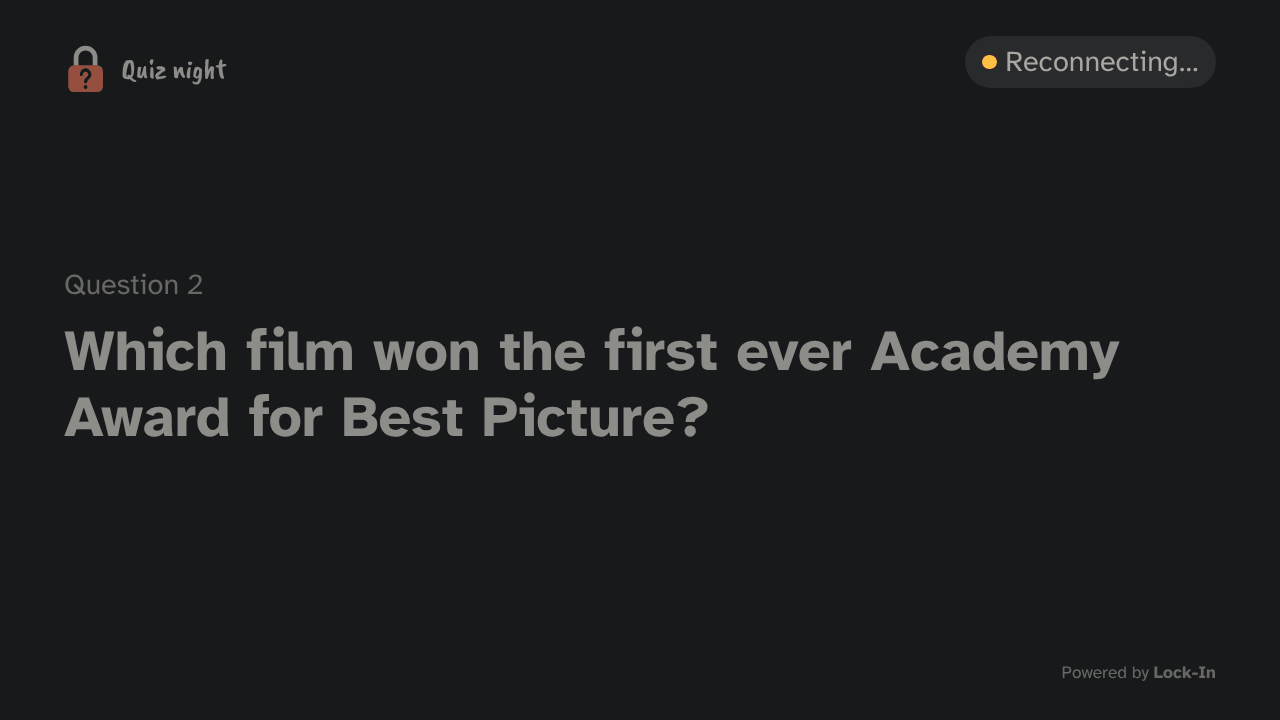 ?
Quiz night
Reconnecting...
Question 2
Which film won the first ever Academy
Award for Best Picture?
Powered by Lock-In